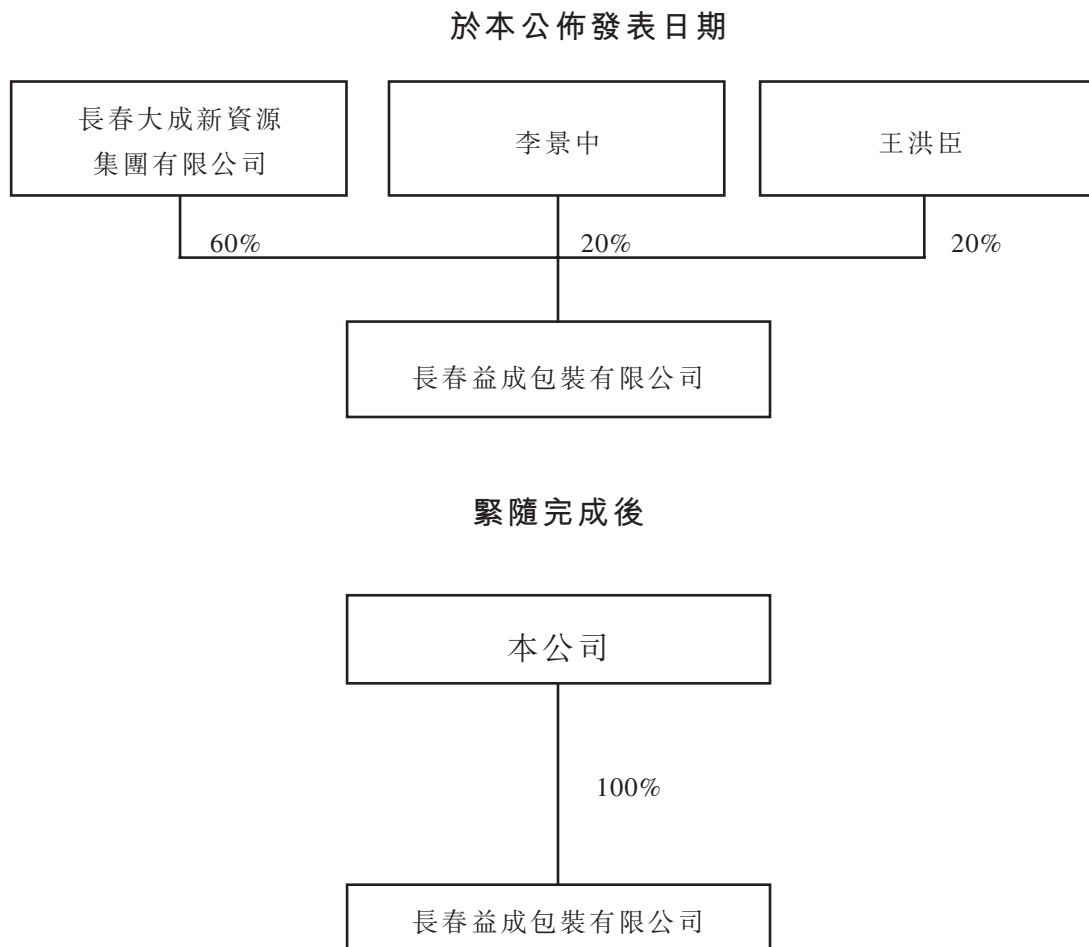 於本公佈發表日期
長春大成新資源
集團有限公司
李景中
王洪臣
60%
20%
20%
長春益成包裝有限公司
緊隨完成後
本公司
100%
長春益成包裝有限公司